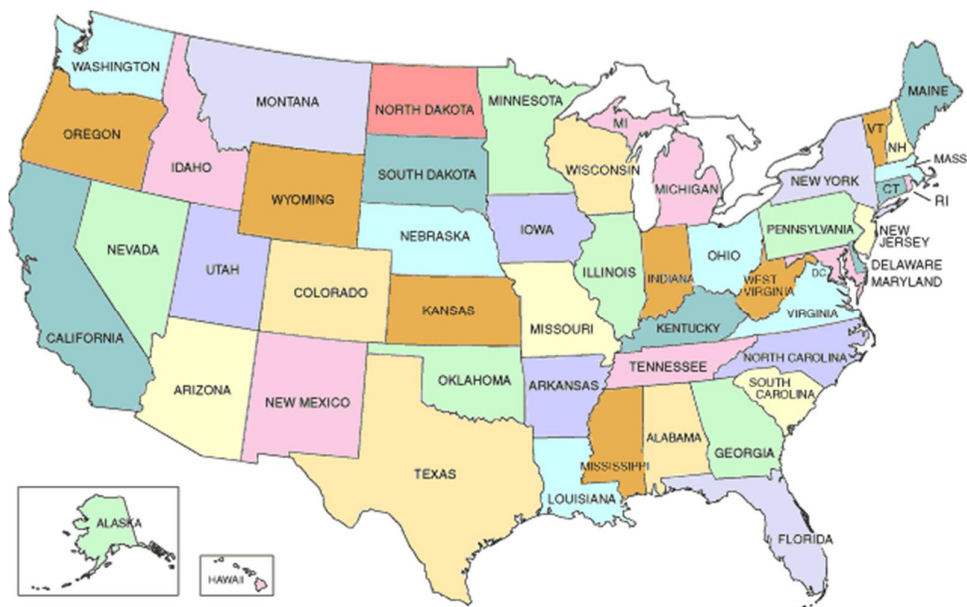 WASHINGTON
MONTANA
NORTH DAKOTA
MINNESOTA
MAINE
OREGON
IDAHO
WYOMING
SOUTH DAKOTA
WISCONSIN
MI
MICHIGAN
VT
NH
MASS
NEW YORK
CT
RI
NEVADA
UTAH
COLORADO
NEBRASKA
IOWA
ILLINOIS
INDIANA
OHIO
PENNSYLVANIA
NEW
JERSEY
DELAWARE
MARYLAND
DC
WEST
VIRGINIA
VIRGINIA
CALIFORNIA
KANSAS
MISSOURI
KENTUCKY
ARIZONA
NEW MEXICO
OKLAHOMA
ARKANSAS
TENNESSEE
NORTH CAROLINA
SOUTH
CAROLINA
TEXAS
LOUISIANA
MISSISSIPPI
ALABAMA
GEORGIA
FLORIDA
ALASKA
HAWAII